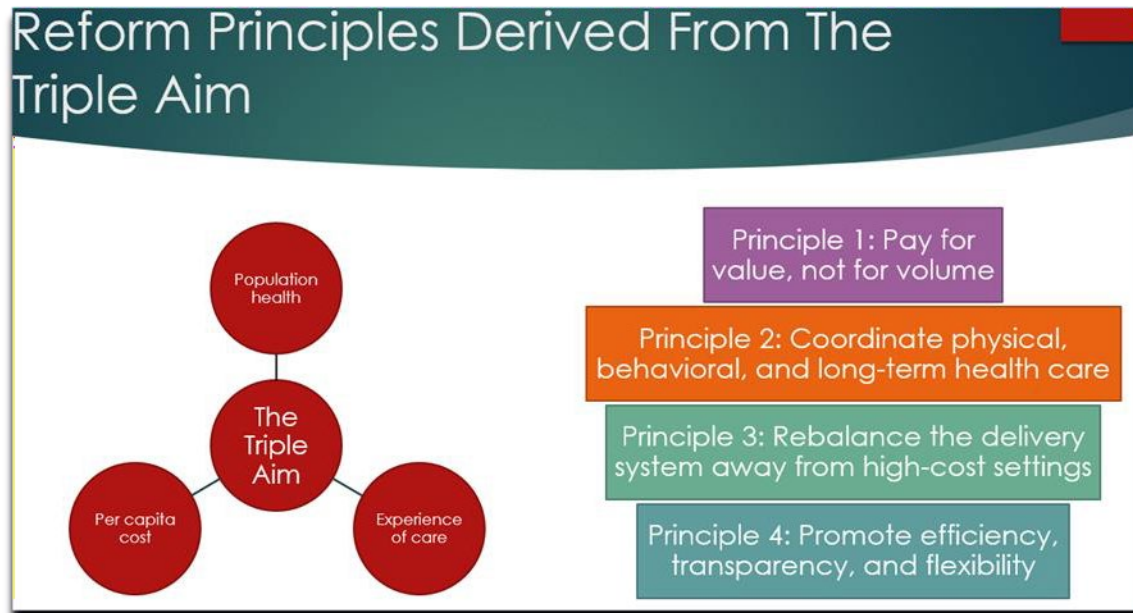 Reform Principles Derived From The
Triple Aim
Population
health
The
Triple
Aim
Per capita
cost
Experience
of care
Principle 1: Pay for
value, not for volume
Principle 2: Coordinate physical,
behavioral, and long-term health care
Principle 3: Rebalance the delivery
system away from high-cost settings
Principle 4: Promote efficiency,
transparency, and flexibility